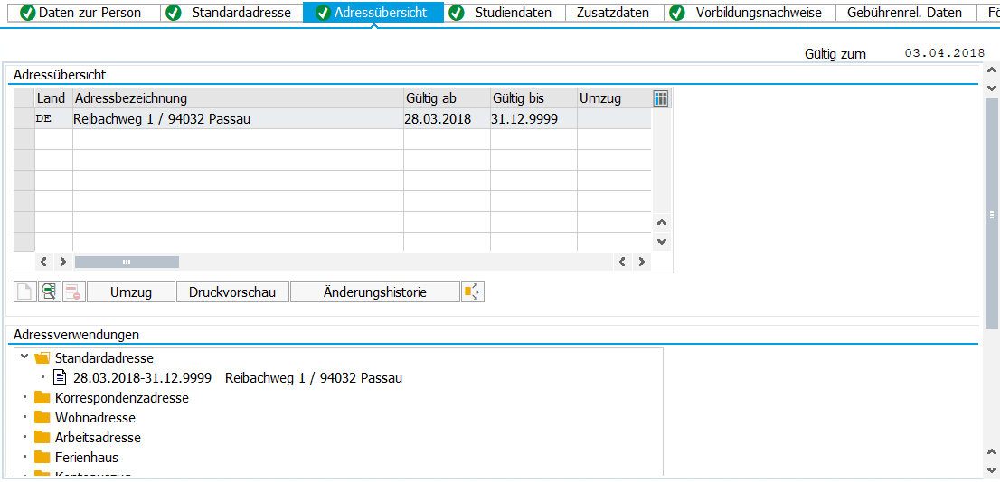 Daten zur Person Standardadresse Adressübersicht Studiendaten Zusatzdaten Vorbildungsnachweise Gebührenrel. Daten Fö
Gültig zum 03.04.2018
Adressübersicht
Land Adressbezeichnung Gültig ab Gültig bis Umzug
DE Reibachweg 1 / 94032 Passau 28.03.2018 31.12.9999
Umzug Druckvorschau Änderungshistorie
Adressverwendungen
Standardadresse
28.03.2018-31.12.9999 Reibachweg 1 / 94032 Passau
Korrespondenzadresse
Wohnadresse
Arbeitsadresse
Ferienhaus